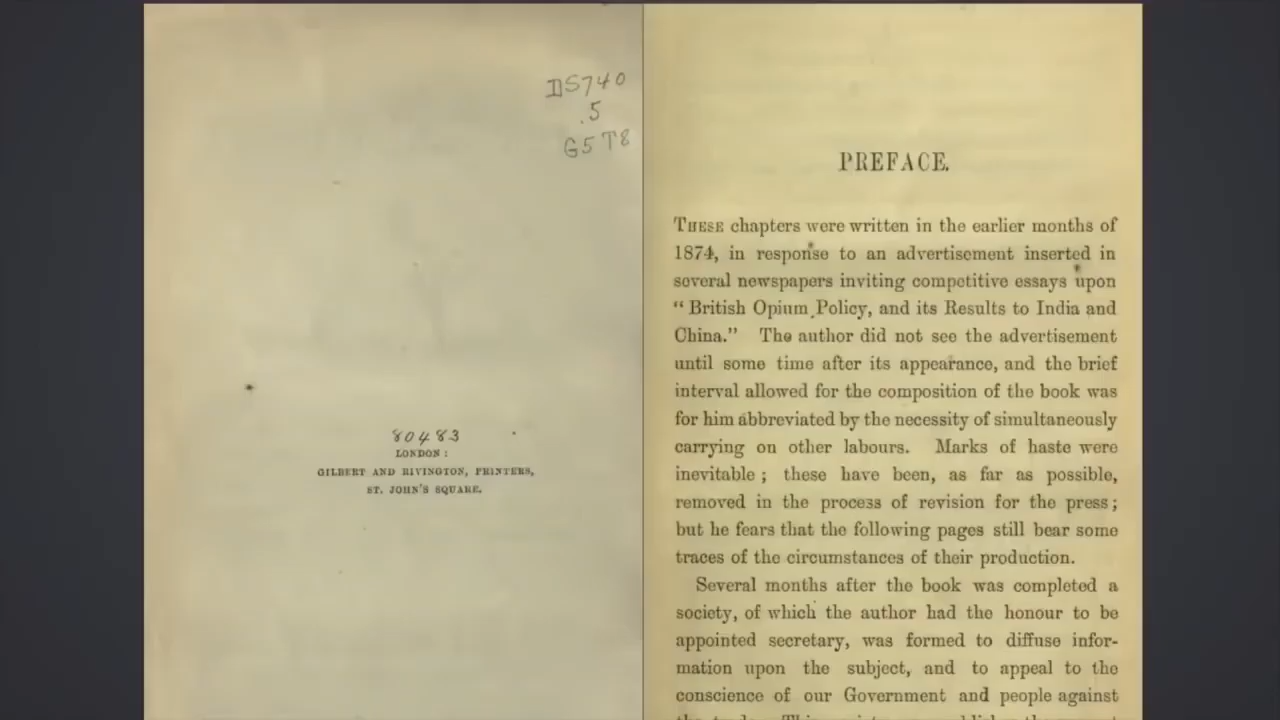 DS740
.5
G5T8
80483
LONDON:
GILBERT AND RIVINGTON, PRINTERS,
ST. JOHN'S SQUARE.
PREFACE.
THESE chapters were written in the earlier months of
1874, in response to an advertisement inserted in
several newspapers inviting competitive essays upon
“British Opium Policy, and its Results to India and
China.” The author did not see the advertisement
until some time after its appearance, and the brief
interval allowed for the composition of the book was
for him abbreviated by the necessity of simultaneously
carrying on other labours. Marks of haste were
inevitable; these have been, as far as possible,
removed in the process of revision for the press;
but he fears that the following pages still bear some
traces of the circumstances of their production.
Several months after the book was completed a
society, of which the author had the honour to be
appointed secretary, was formed to diffuse infor-
mation upon the subject, and to appeal to the
conscience of our Government and people against